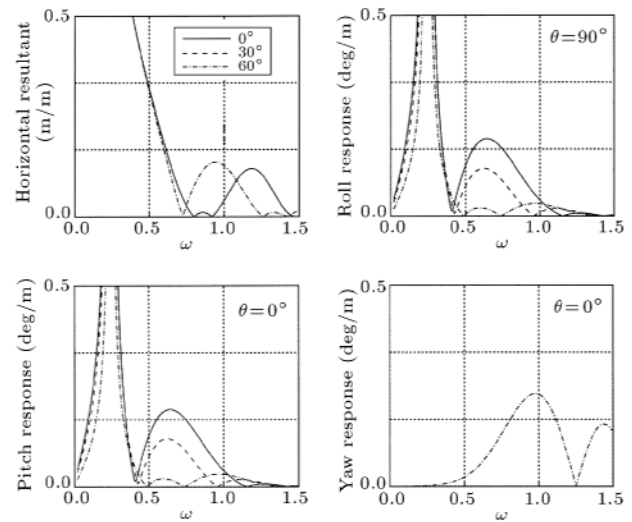 Horizontal resultant
(m/m)
0.5
0.0
0°
30°
60°
0.0
0.5
1.0
1.5
ω
Roll response (deg/m)
0.5
0.0
θ=90°
0.0
0.5
1.0
1.5
ω
Pitch response (deg/m)
0.5
0.0
θ=0°
0.0
0.5
1.0
1.5
ω
Yaw response (deg/m)
0.5
0.0
θ=0°
0.0
0.5
1.0
1.5
ω